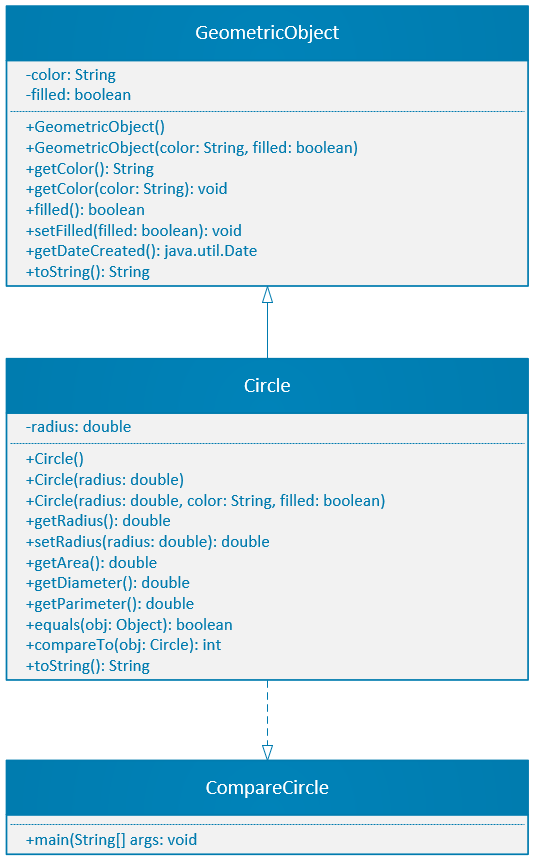 GeometricObject
-color: String
-filled: boolean
+GeometricObject()
+GeometricObject(color: String, filled: boolean)
+getColor(): String
+getColor(color: String): void
+filled(): boolean
+setFilled(filled: boolean): void
+getDateCreated(): java.util.Date
+toString(): String
Circle
-radius: double
+Circle()
+Circle(radius: double)
+Circle(radius: double, color: String, filled: boolean)
+getRadius(): double
+setRadius(radius: double): double
+getArea(): double
+getDiameter(): double
+getParimeter(): double
+equals(obj: Object): boolean
+compareTo(obj: Circle): int
+toString(): String
CompareCircle
+main(String[] args: void